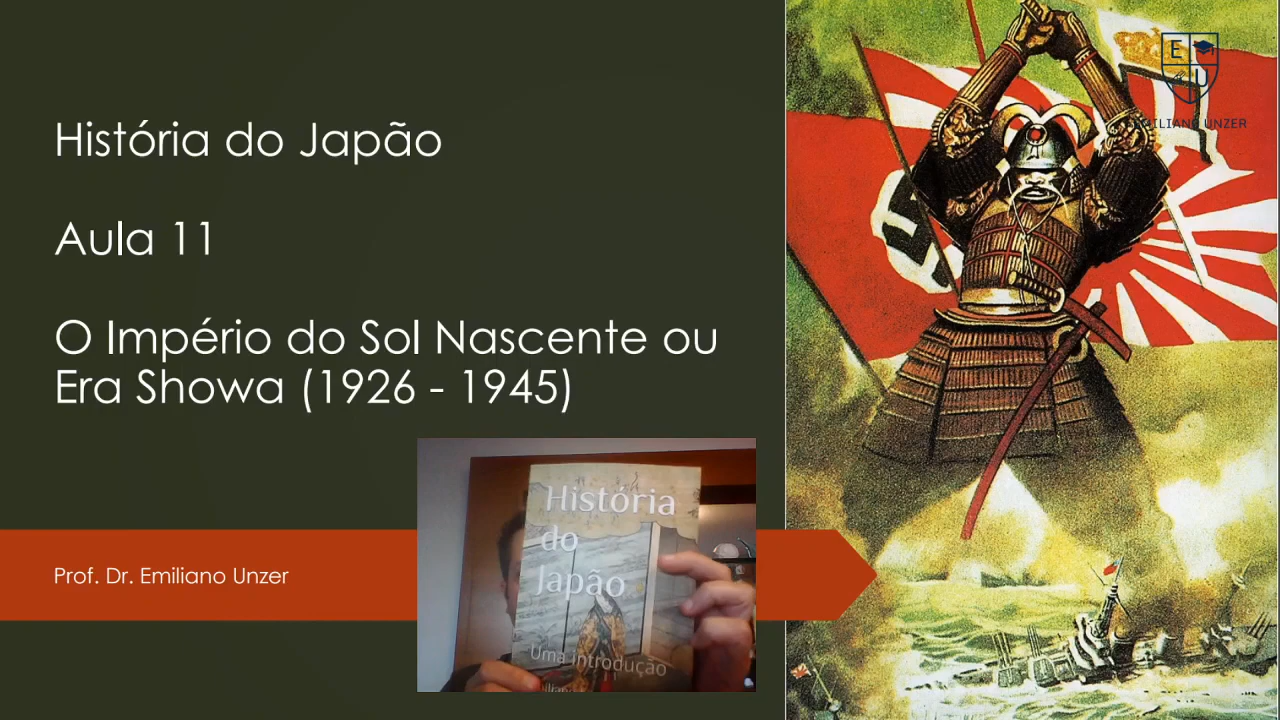 História do Japão
Aula 11
O Império do Sol Nascente ou
Era Showa (1926 - 1945)
Prof. Dr. Emiliano Unzer
História
do
Japão
Uma introdução
E
U
EMILIANO UNZER